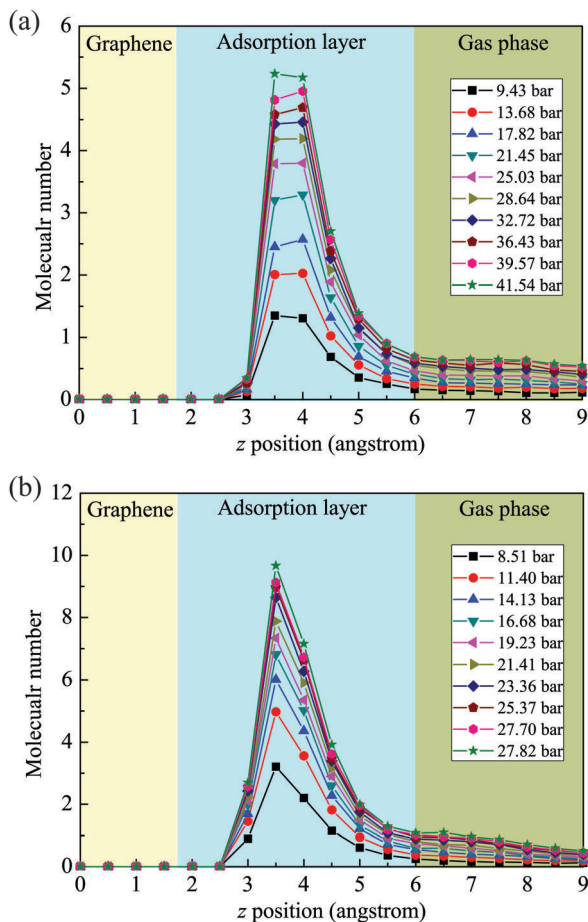 (a)
6
5
4
3
2
1
0
Molecualr number
Graphene
Adsorption layer
Gas phase
9.43 bar
13.68 bar
17.82 bar
21.45 bar
25.03 bar
28.64 bar
32.72 bar
36.43 bar
39.57 bar
41.54 bar
0 1 2 3 4 5 6 7 8 9
z position (angstrom)
(b)
12
10
8
6
4
2
0
Molecualr number
Graphene
Adsorption layer
Gas phase
8.51 bar
11.40 bar
14.13 bar
16.68 bar
19.23 bar
21.41 bar
23.36 bar
25.37 bar
27.70 bar
27.82 bar
0 1 2 3 4 5 6 7 8 9
z position (angstrom)